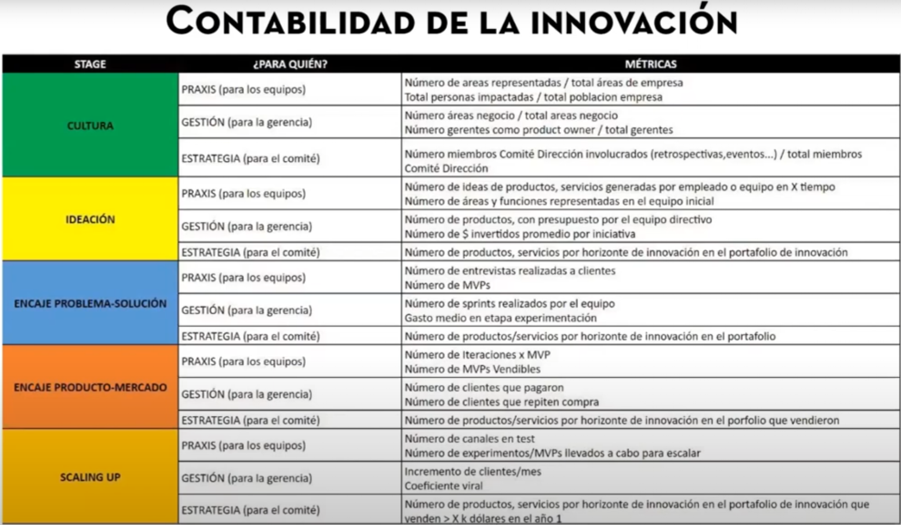 CONTABILIDAD DE LA INNOVACIÓN
STAGE ¿PARA QUIÉN? MÉTRICAS
CULTURA
PRAXIS (para los equipos)
Número de areas representadas / total áreas de empresa
Total personas impactadas / total poblacion empresa
GESTIÓN (para la gerencia)
Número áreas negocio / total areas negocio
Número gerentes como product owner / total gerentes
ESTRATEGIA (para el comité)
Número miembros Comité Dirección involucrados (retrospectivas,eventos...) / total miembros
Comité Dirección
IDEACIÓN
PRAXIS (para los equipos)
Número de ideas de productos, servicios generadas por empleado o equipo en X tiempo
Número de áreas y funciones representadas en el equipo inicial
GESTIÓN (para la gerencia)
Número de productos, con presupuesto por el equipo directivo
Número de $ invertidos promedio por iniciativa
ESTRATEGIA (para el comité)
Número de productos, servicios por horizonte de innovación en el portafolio de innovación
ENCAJE PROBLEMA-SOLUCIÓN
PRAXIS (para los equipos)
Número de entrevistas realizadas a clientes
Número de MVPs
GESTIÓN (para la gerencia)
Número de sprints realizados por el equipo
Gasto medio en etapa experimentación
ESTRATEGIA (para el comité)
Número de productos/servicios por horizonte de innovación en el portafolio
ENCAJE PRODUCTO-MERCADO
PRAXIS (para los equipos)
Número de Iteraciones x MVP
Número de MVPs Vendibles
GESTIÓN (para la gerencia)
Número de clientes que pagaron
Número de clientes que repiten compra
ESTRATEGIA (para el comité)
Número de productos/servicios por horizonte de innovación en el porfolio que vendieron
SCALING UP
PRAXIS (para los equipos)
Número de canales en test
Número de experimentos/MVPs llevados a cabo para escalar
GESTIÓN (para la gerencia)
Incremento de clientes/mes
Coeficiente viral
ESTRATEGIA (para el comité)
Número de productos, servicios por horizonte de innovación en el portafolio de innovación que
venden > X k dólares en el año 1